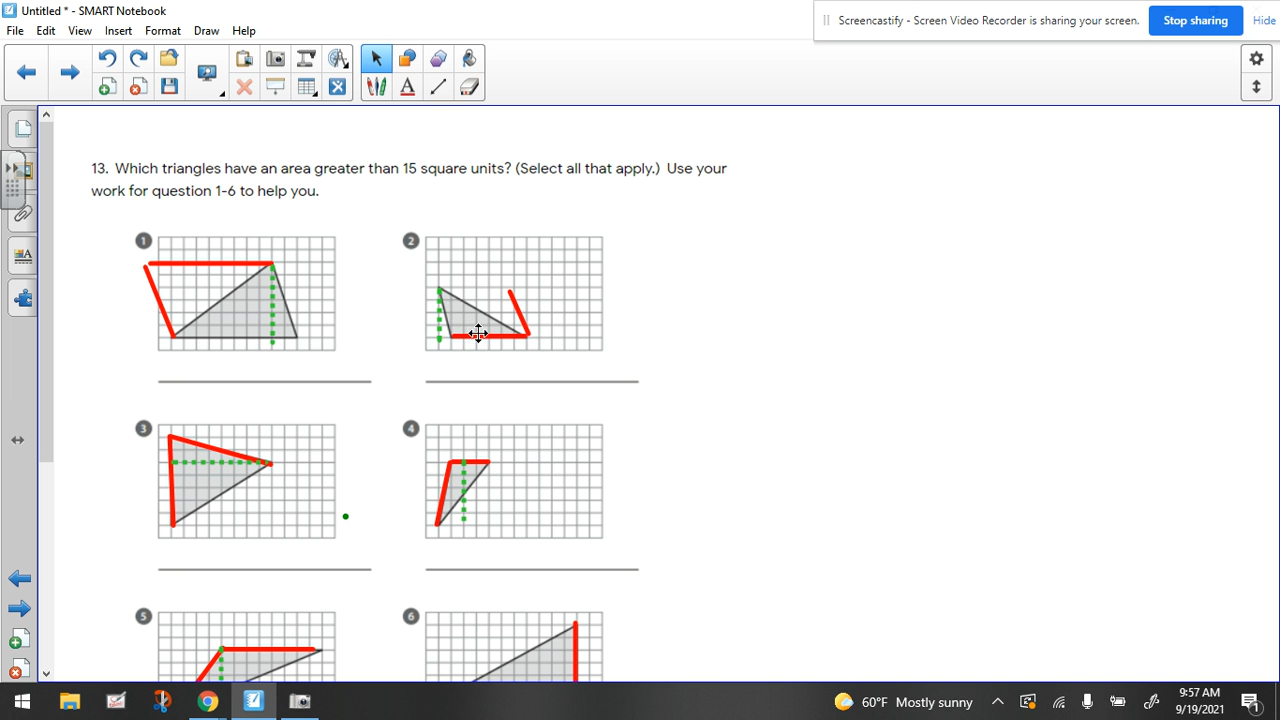 Untitled * - SMART Notebook
Screencastify - Screen Video Recorder is sharing your screen.
Stop sharing
Hide
File Edit View Insert Format Draw Help
13. Which triangles have an area greater than 15 square units? (Select all that apply.) Use your
work for question 1-6 to help you.
1
2
3
4
5
6
60°F Mostly sunny
9:57 AM
9/19/2021
1